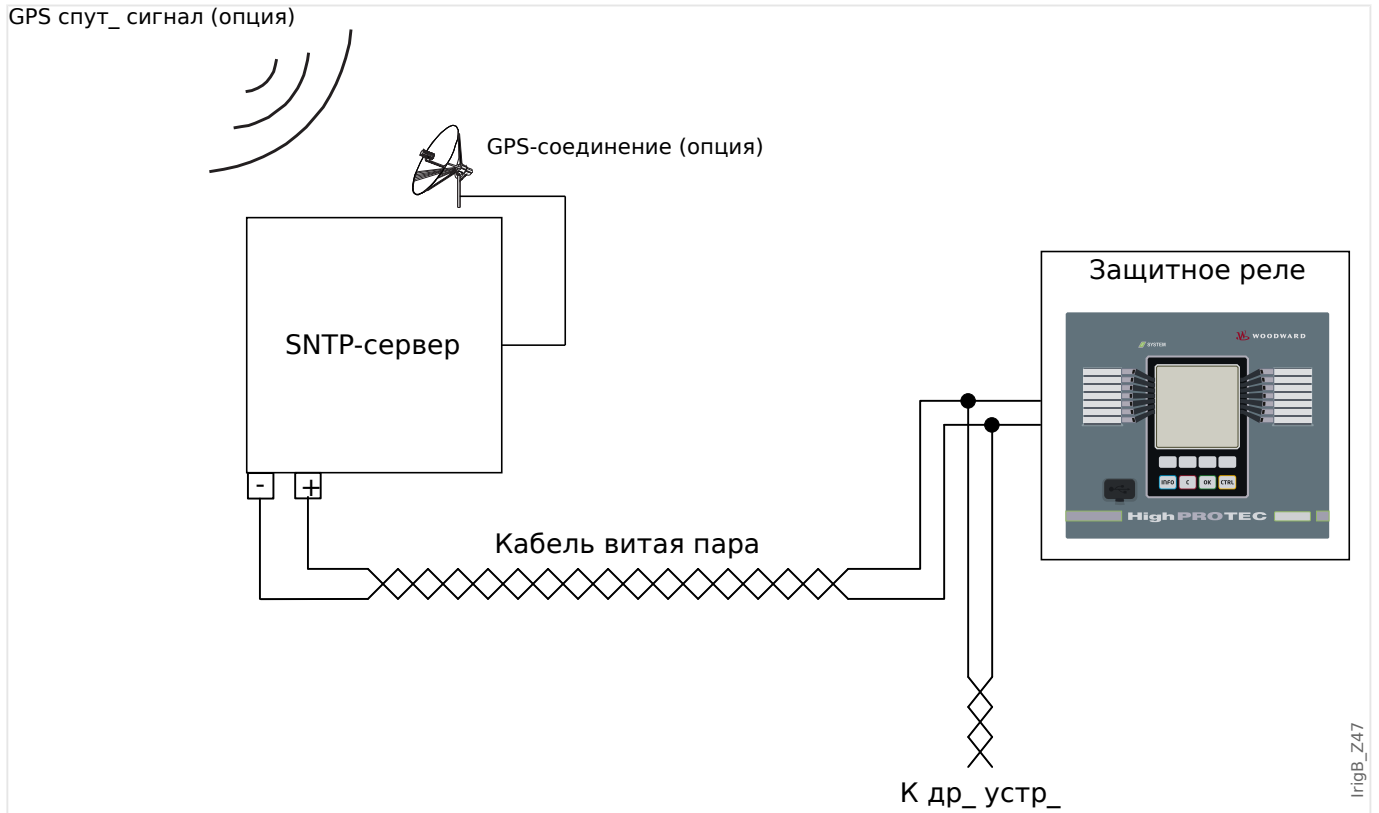 GPS спут_ сигнал (опция)
GPS-соединение (опция)
SNTP-сервер
- +
Кабель витая пара
Защитное реле
WOODWARD
SYSTEM
INFO C OK CTRL
HighPROTEC
К др_ устр_
IrigB_Z47